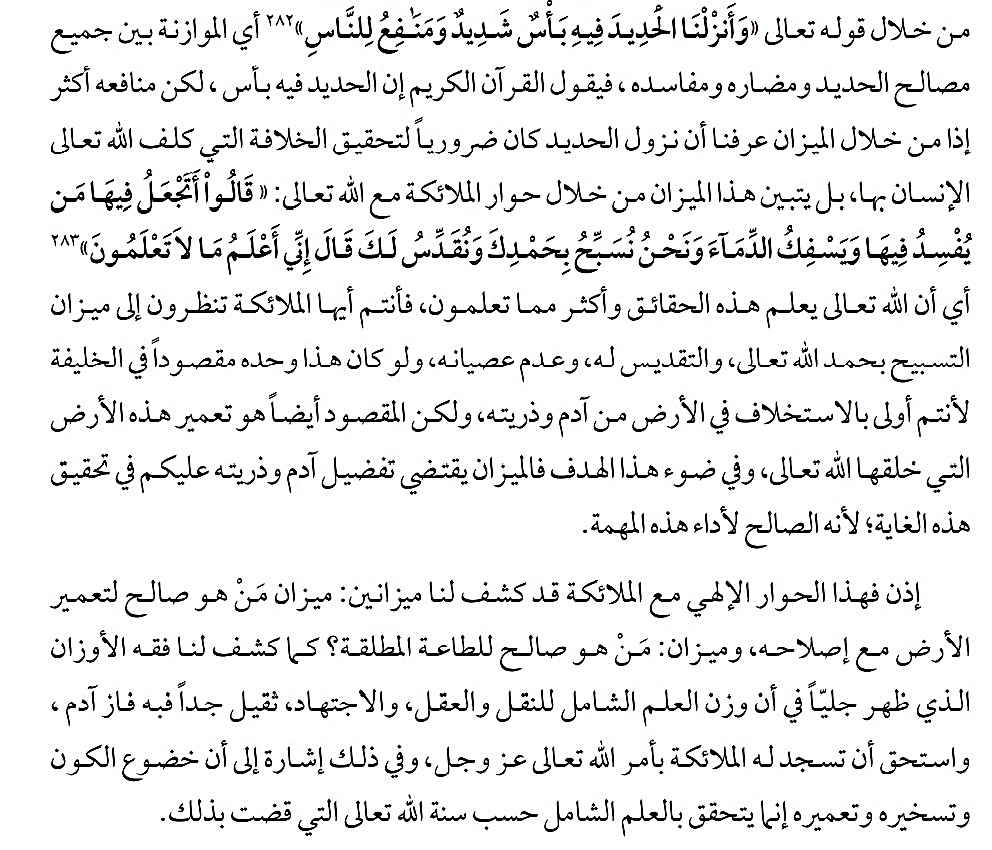 من خلال قوله تعالى «وَأَنزَلْنَا الْحَدِيدَ فِيهِ بَأْسٌ شَدِيدٌ وَمَنَٰفِعُ لِلنَّاسِ»٢٨٢ أي الموازنة بين جميع
مصالح الحديد ومضاره ومفاسده ، فيقول القرآن الكريم إن الحديد فيه بأس ، لكن منافعه أكثر
إذا من خلال الميزان عرفنا أن نزول الحديد كان ضرورياً لتحقيق الخلافة التي كلف الله تعالى
الإنسان بها، بل يتبين هذا الميزان من خلال حوار الملائكة مع الله تعالى: « قَالُواْ أَتَجْعَلُ فِيهَا مَن
يُفْسِدُ فِيهَا وَيَسْفِكُ الدِّمَآءَ وَنَحْنُ نُسَبِّحُ بِحَمْدِكَ وَنُقَدِّسُ لَكَ قَالَ إِنِّي أَعْلَمُ مَا لاَ تَعْلَمُونَ»٢٨٣
أي أن الله تعالى يعلم هذه الحقائق وأكثر مما تعلمون، فأنتم أيها الملائكة تنظرون إلى ميزان
التسبيح بحمد الله تعالى، والتقديس له، وعدم عصيانه، ولو كان هذا وحده مقصوداً في الخليفة
لأنتم أولى بالاستخلاف في الأرض من آدم وذريته، ولكن المقصود أيضاً هو تعمير هذه الأرض
التي خلقها الله تعالى، وفي ضوء هذا الهدف فالميزان يقتضي تفضيل آدم وذريته عليكم في تحقيق
هذه الغاية؛ لأنه الصالح لأداء هذه المهمة.
إذن فهذا الحوار الإلهي مع الملائكة قد كشف لنا ميزانين: ميزان مَنْ هو صالح لتعمير
الأرض مع إصلاحه، وميزان: مَنْ هو صالح للطاعة المطلقة؟ كما كشف لنا فقه الأوزان
الذي ظهر جليّاً في أن وزن العلم الشامل للنقل والعقل، والاجتهاد، ثقيل جداً فبه فاز آدم ،
واستحق أن تسجد له الملائكة بأمر الله تعالى عز وجل، وفي ذلك إشارة إلى أن خضوع الكون
وتسخيره وتعميره إنما يتحقق بالعلم الشامل حسب سنة الله تعالى التي قضت بذلك.